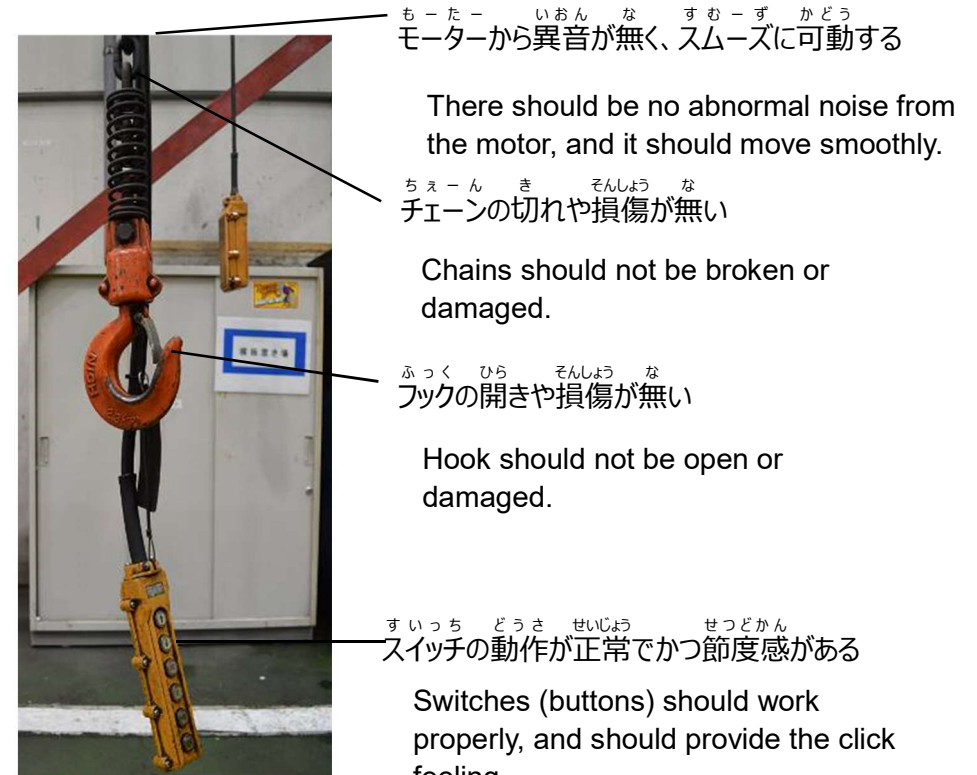 もーたー いおん な すむーず かどう
モーターから異音が無く、スムーズに可動する
There should be no abnormal noise from
the motor, and it should move smoothly.
ちぇーん き そんしょう な
チェーンの切れや損傷が無い
Chains should not be broken or
damaged.
ふっく ひら そんしょう な
フックの開きや損傷が無い
Hook should not be open or
damaged.
すいっち どうさ せいじょう せつどかん
スイッチの動作が正常でかつ節度感がある
Switches (buttons) should work
properly, and should provide the click